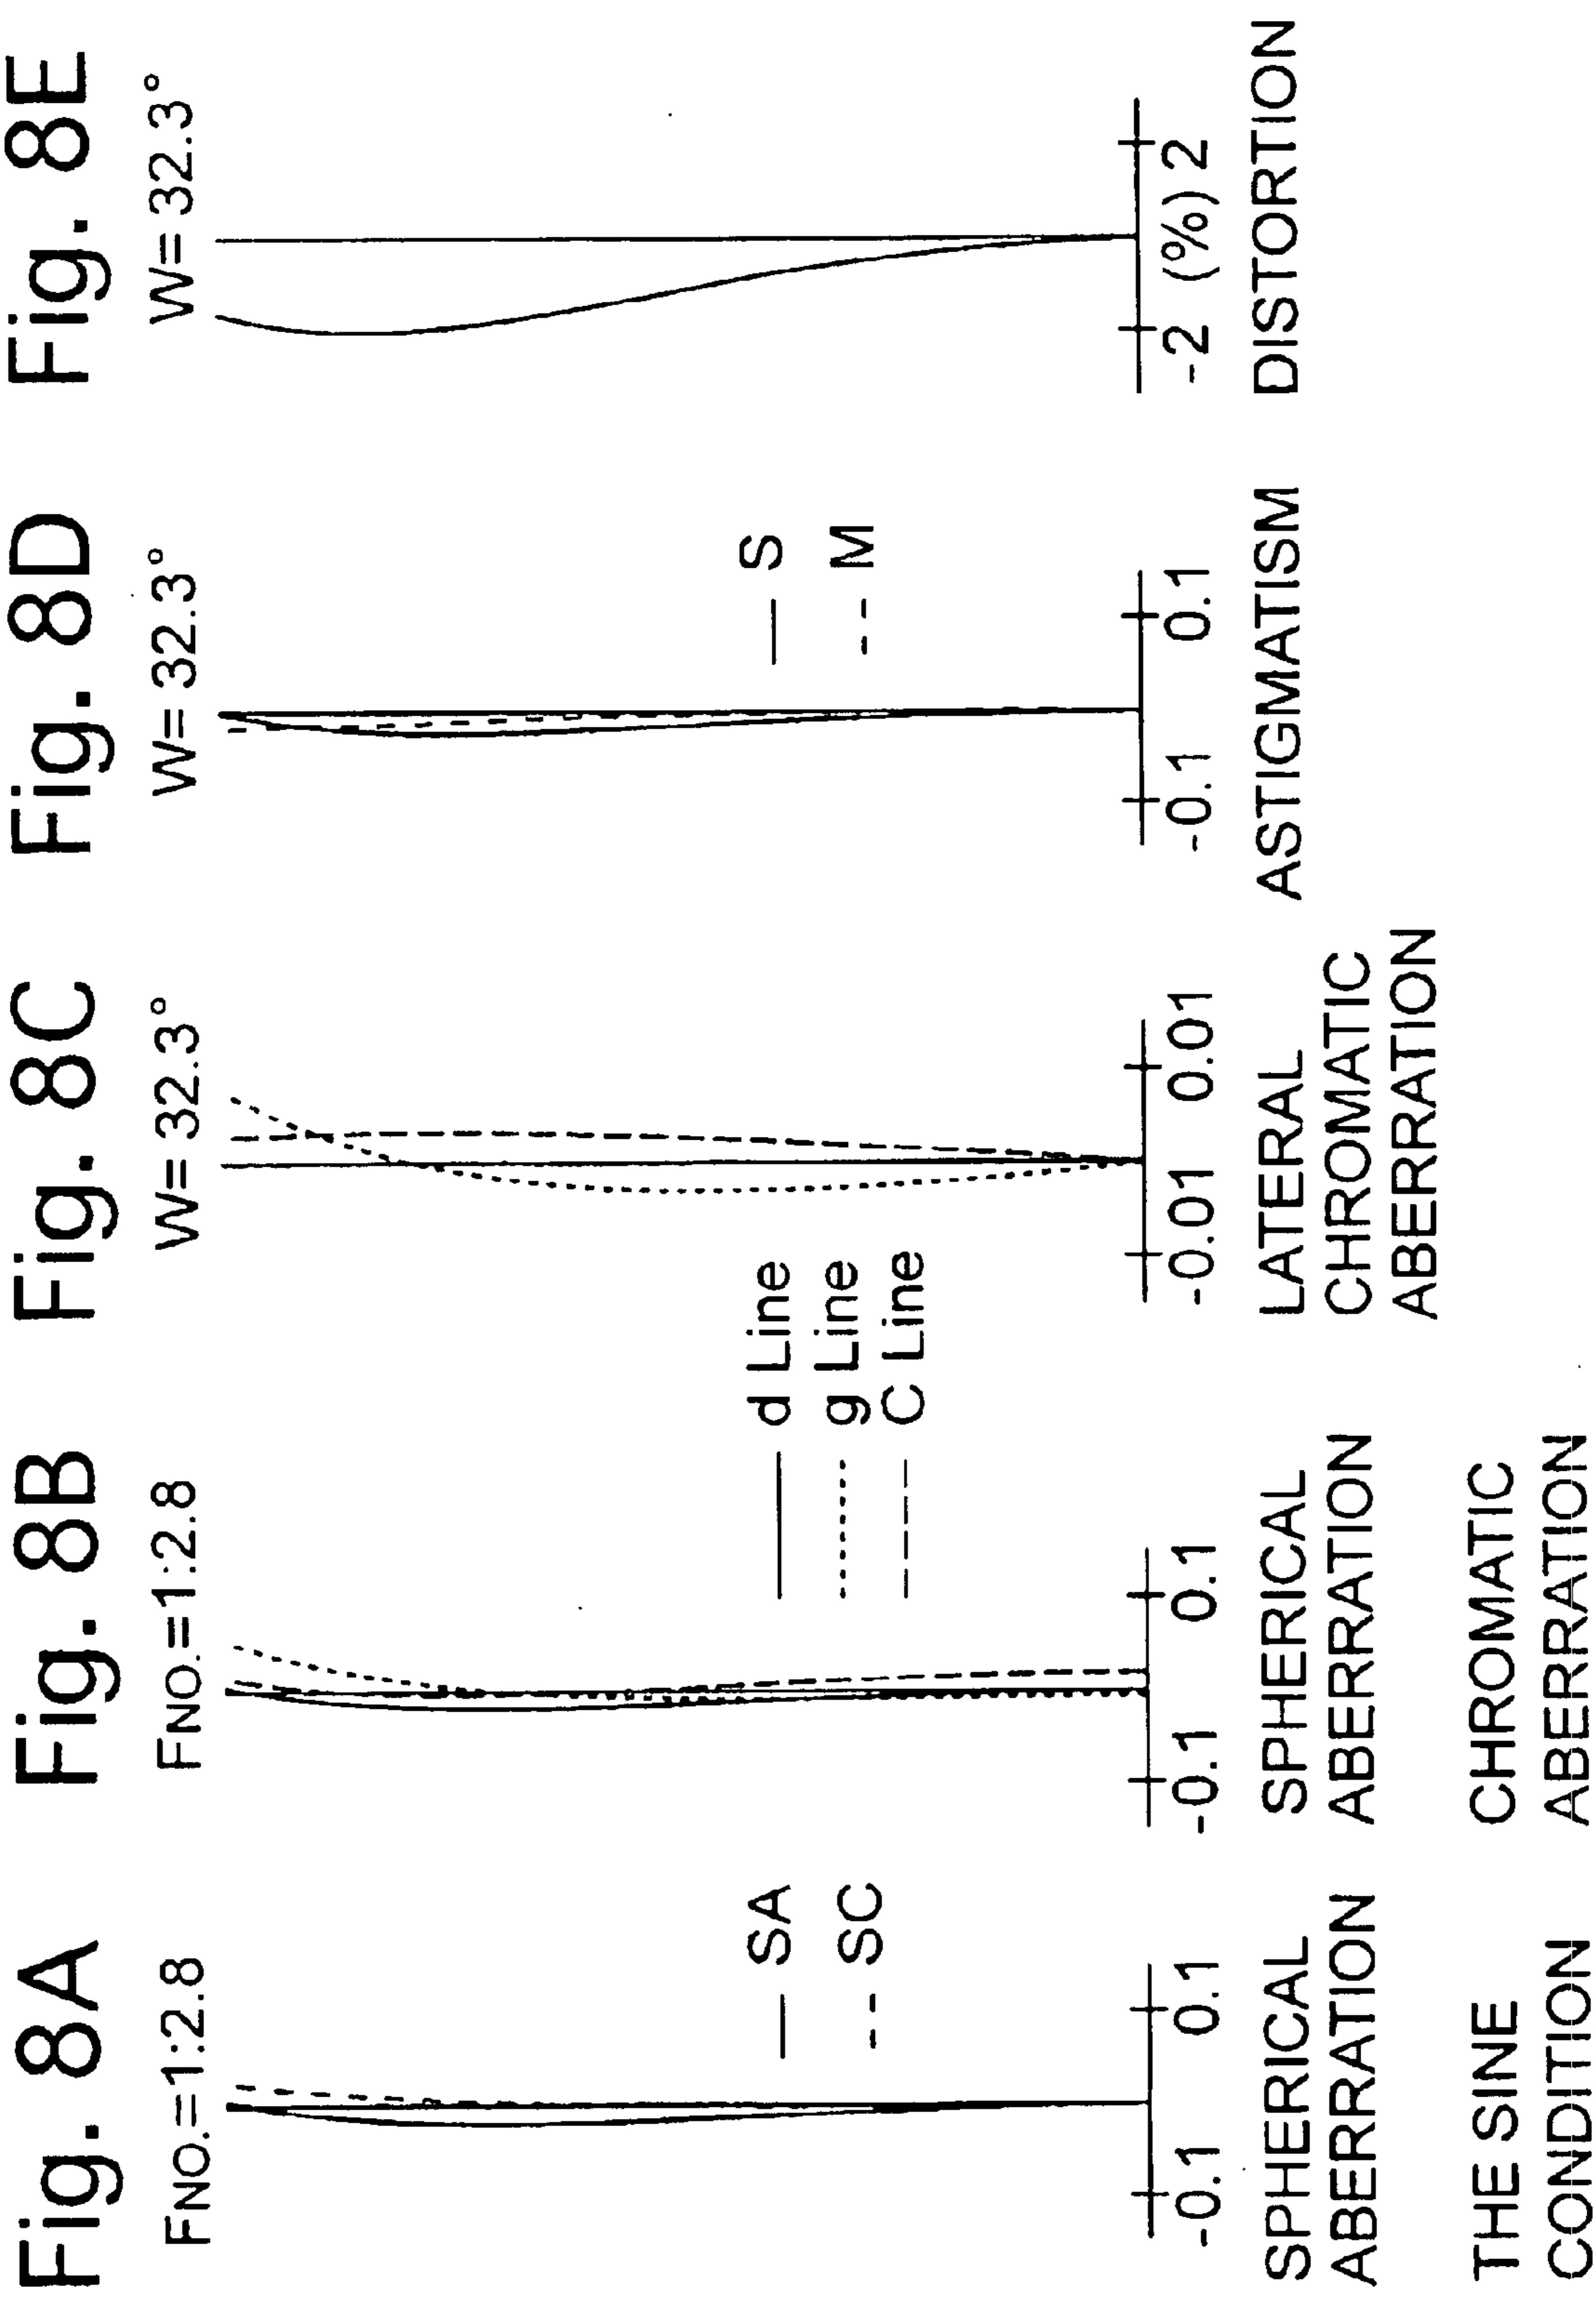 Fig. 8A
FNO.=1:2.8
SA
SC
-0.1
0.1
SPHERICAL
ABERRATION
THE SINE
CONDITION
Fig. 8B
FNO.=1:2.8
d Line
g Line
C Line
-0.1
0.1
SPHERICAL
ABERRATION
CHROMATIC
ABERRATION
Fig. 8C
W= 32.3°
-0.01
0.01
LATERAL
CHROMATIC
ABERRATION
Fig. 8D
W= 32.3°
S
M
-0.1
0.1
ASTIGMATISM
Fig. 8E
W= 32.3°
-2 (%) 2
DISTORTION